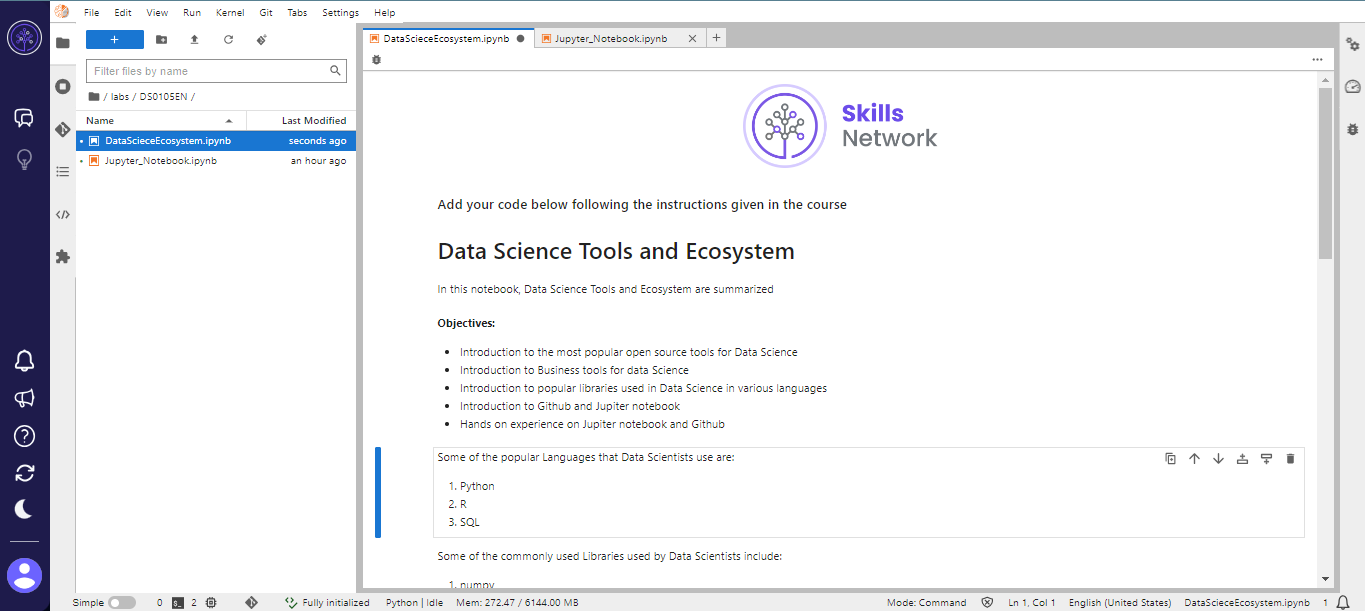 File Edit View Run Kernel Git Tabs Settings Help
+
Filter files by name
/ labs / DS0105EN /
Name Last Modified
DataScieceEcosystem.ipynb seconds ago
Jupyter_Notebook.ipynb an hour ago
DataScieceEcosystem.ipynb Jupyter_Notebook.ipynb
Skills
Network
Add your code below following the instructions given in the course
Data Science Tools and Ecosystem
In this notebook, Data Science Tools and Ecosystem are summarized
Objectives:
Introduction to the most popular open source tools for Data Science
Introduction to Business tools for data Science
Introduction to popular libraries used in Data Science in various languages
Introduction to Github and Jupiter notebook
Hands on experience on Jupiter notebook and Github
Some of the popular Languages that Data Scientists use are:
1. Python
2. R
3. SQL
Some of the commonly used Libraries used by Data Scientists include:
1. numpy
Simple 0 2 Fully initialized Python | Idle Mem: 272.47 / 6144.00 MB Mode: Command Ln 1, Col 1 English (United States) DataScieceEcosystem.ipynb 1